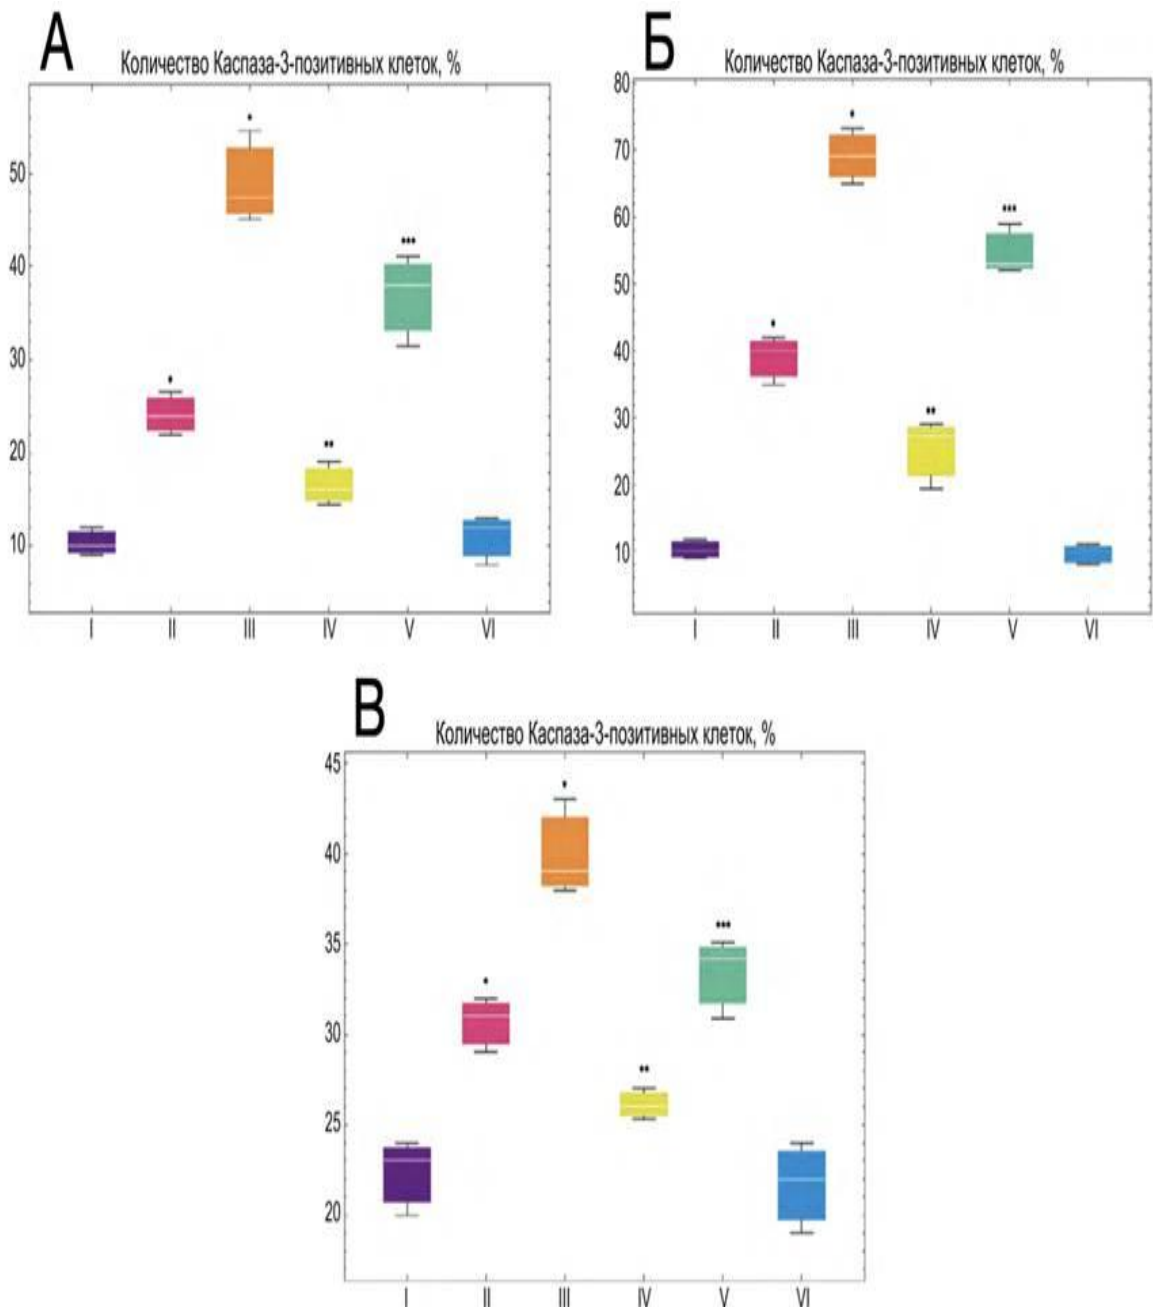 А
Количество Каспаза-3-позитивных клеток, %
50
40
30
20
10
I II III IV V VI
Б
Количество Каспаза-3-позитивных клеток, %
80
70
60
50
40
30
20
10
I II III IV V VI
В
Количество Каспаза-3-позитивных клеток, %
45
40
35
30
25
20
I II III IV V VI